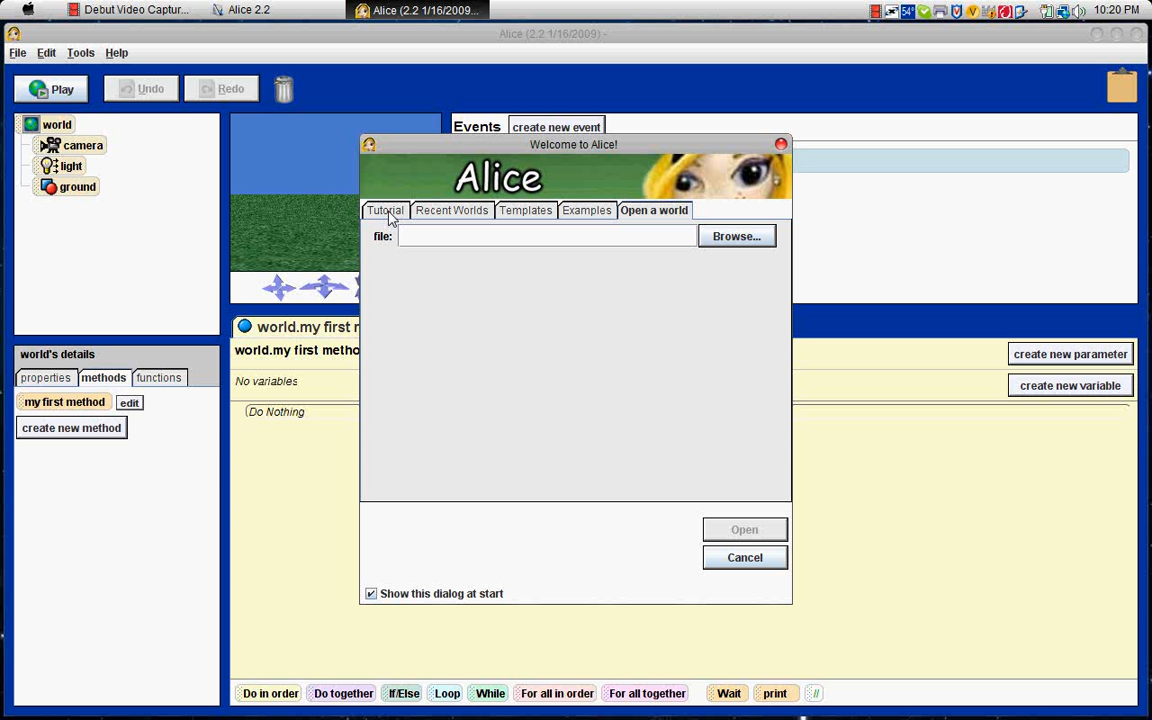 Debut Video Captur...
Alice 2.2
Alice (2.2 1/16/2009...
54°
10:20 PM
Alice (2.2 1/16/2009) -
File Edit Tools Help
Play
Undo
Redo
world
camera
light
ground
Events
create new event
Welcome to Alice!
Alice
Tutorial
Recent Worlds
Templates
Examples
Open a world
file:
Browse...
Open
Cancel
Show this dialog at start
world's details
properties
methods
functions
my first method
edit
create new method
world.my first m
world.my first metho
create new parameter
No variables
create new variable
(Do Nothing
Do in order
Do together
If/Else
Loop
While
For all in order
For all together
Wait
print
//